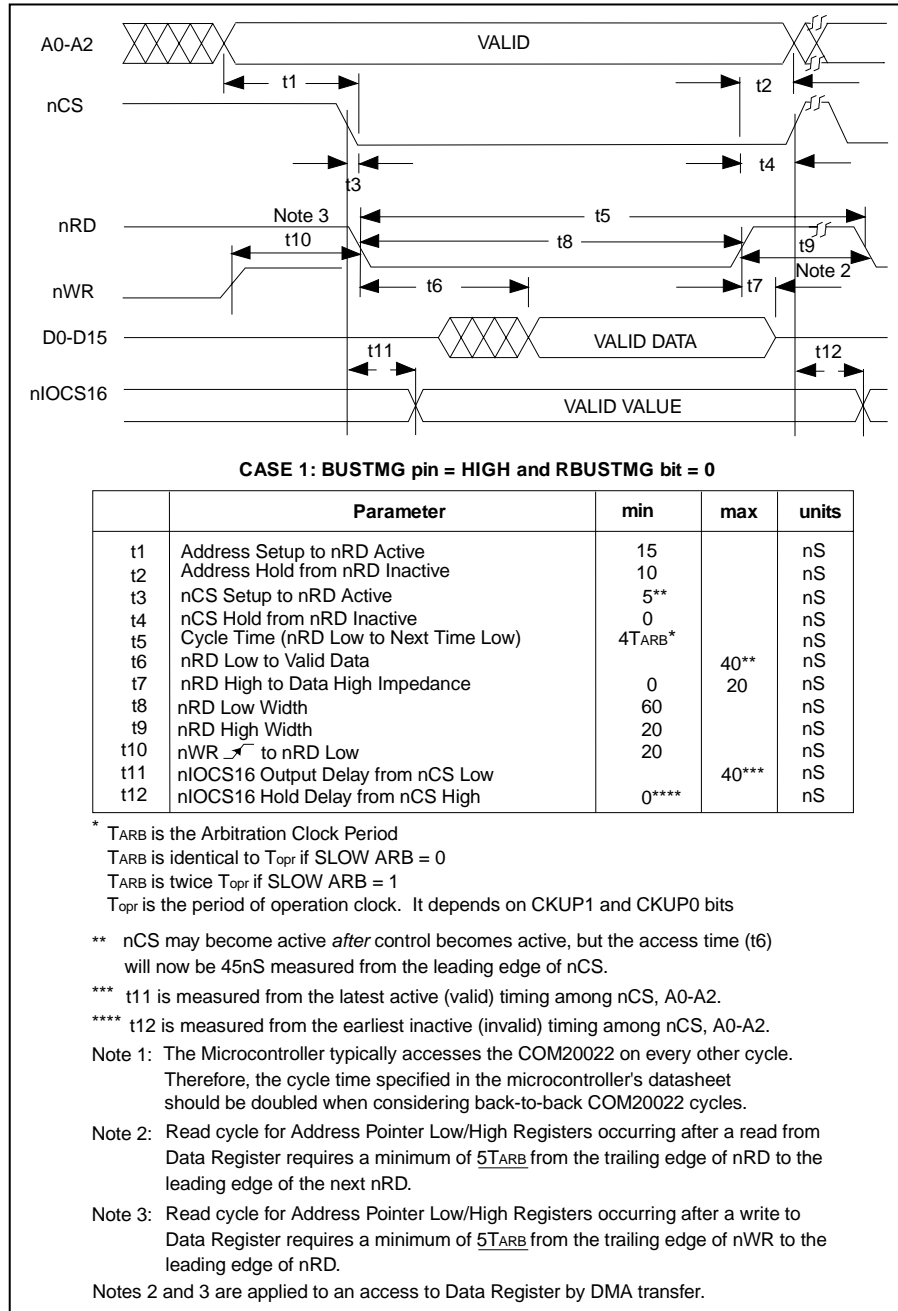 A0-A2
VALID
t1
t2
nCS
t3
t4
nRD
Note 3
t5
t10
t8
t9
Note 2
nWR
t6
t7
D0-D15
VALID DATA
t11
t12
nIOCS16
VALID VALUE
CASE 1: BUSTMG pin = HIGH and RBUSTMG bit = 0
Parameter min max units
t1 Address Setup to nRD Active 15 nS
t2 Address Hold from nRD Inactive 10 nS
t3 nCS Setup to nRD Active 5** nS
t4 nCS Hold from nRD Inactive 0 nS
t5 Cycle Time (nRD Low to Next Time Low) 4TARB* nS
t6 nRD Low to Valid Data 40** nS
t7 nRD High to Data High Impedance 0 20 nS
t8 nRD Low Width 60 nS
t9 nRD High Width 20 nS
t10 nWR to nRD Low 20 nS
t11 nIOCS16 Output Delay from nCS Low 40*** nS
t12 nIOCS16 Hold Delay from nCS High 0**** nS
* TARB is the Arbitration Clock Period
TARB is identical to Topr if SLOW ARB = 0
TARB is twice Topr if SLOW ARB = 1
Topr is the period of operation clock. It depends on CKUP1 and CKUP0 bits
** nCS may become active after control becomes active, but the access time (t6)
will now be 45nS measured from the leading edge of nCS.
*** t11 is measured from the latest active (valid) timing among nCS, A0-A2.
**** t12 is measured from the earliest inactive (invalid) timing among nCS, A0-A2.
Note 1: The Microcontroller typically accesses the COM20022 on every other cycle.
Therefore, the cycle time specified in the microcontroller's datasheet
should be doubled when considering back-to-back COM20022 cycles.
Note 2: Read cycle for Address Pointer Low/High Registers occurring after a read from
Data Register requires a minimum of 5TARB from the trailing edge of nRD to the
leading edge of the next nRD.
Note 3: Read cycle for Address Pointer Low/High Registers occurring after a write to
Data Register requires a minimum of 5TARB from the trailing edge of nWR to the
leading edge of nRD.
Notes 2 and 3 are applied to an access to Data Register by DMA transfer.